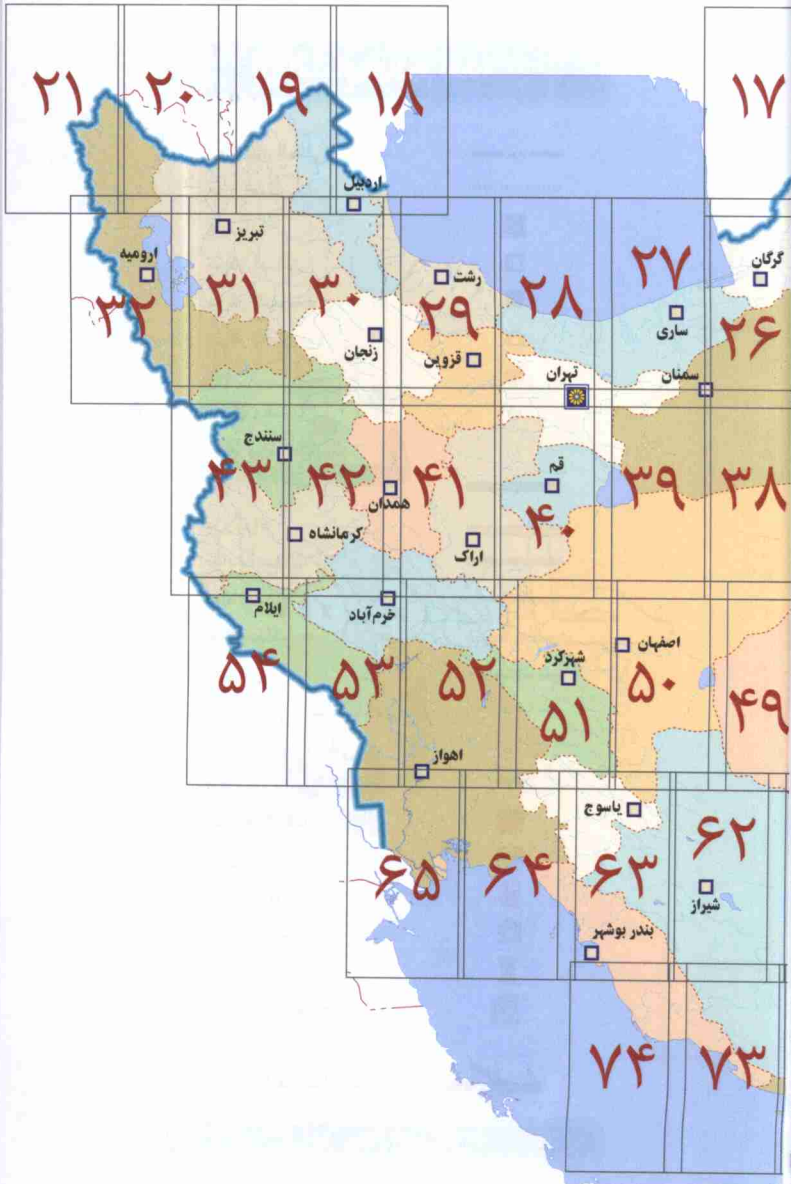 ۱۷
۱۸
۱۹
۲۰
۲۱
اردبیل
تبریز
ارومیه
رشت
گرگان
۲۶
۲۷
۲۸
۲۹
۳۰
۳۱
۳۲
ساری
زنجان
قزوین
سمنان
تهران
سنندج
همدان
قم
۳۸
۳۹
۴۰
۴۱
۴۲
۴۳
کرمانشاه
اراک
ایلام
خرم‌آباد
اصفهان
شهرکرد
۴۹
۵۰
۵۱
۵۲
۵۳
۵۴
اهواز
یاسوج
۶۲
۶۳
۶۴
۶۵
شیراز
بندر بوشهر
۷۳
۷۴